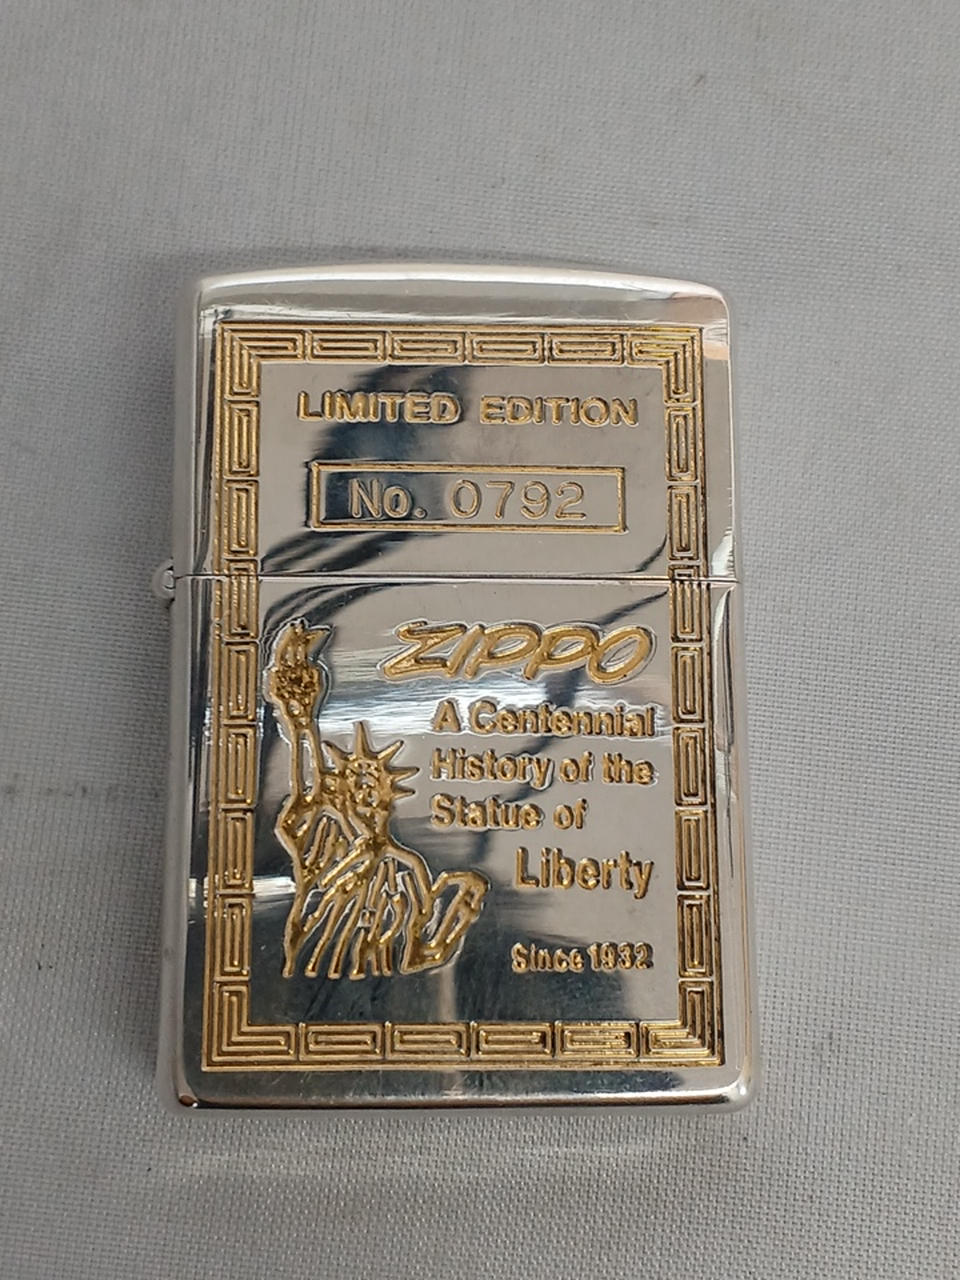 LIMITED EDITION
No. 0792
ZIPPO
A Centennial
History of the
Statue of
Liberty
Since 1932